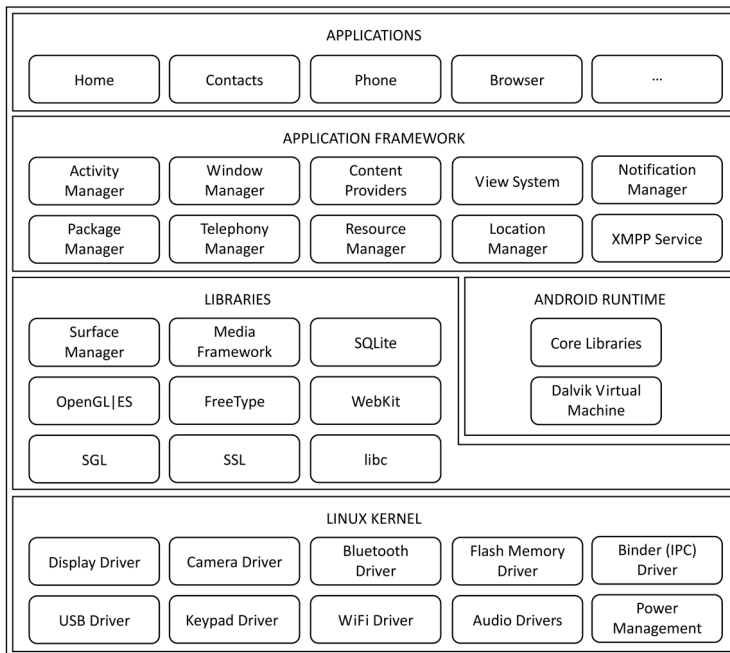 APPLICATIONS
Home
Contacts
Phone
Browser
...
APPLICATION FRAMEWORK
Activity
Manager
Window
Manager
Content
Providers
View System
Notification
Manager
Package
Manager
Telephony
Manager
Resource
Manager
Location
Manager
XMPP Service
LIBRARIES
Surface
Manager
Media
Framework
SQLite
OpenGL|ES
FreeType
WebKit
SGL
SSL
libc
ANDROID RUNTIME
Core Libraries
Dalvik Virtual
Machine
LINUX KERNEL
Display Driver
Camera Driver
Bluetooth
Driver
Flash Memory
Driver
Binder (IPC)
Driver
USB Driver
Keypad Driver
WiFi Driver
Audio Drivers
Power
Management